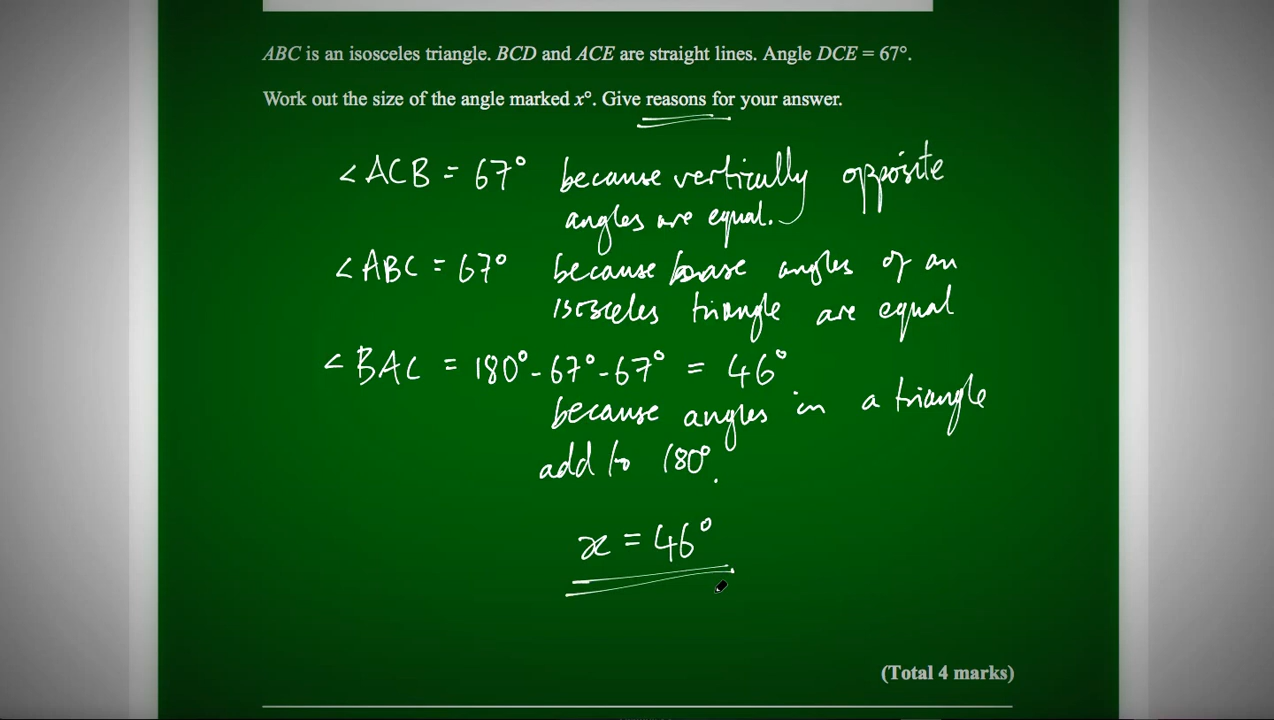 ABC is an isosceles triangle. BCD and ACE are straight lines. Angle DCE = 67°.
Work out the size of the angle marked x°. Give reasons for your answer.
∠ACB = 67° because vertically opposite
angles are equal.
∠ABC = 67° because base angles of an
isosceles triangle are equal
∠BAC = 180° - 67° - 67° = 46°
because angles in a triangle
add to 180°.
x = 46°
(Total 4 marks)